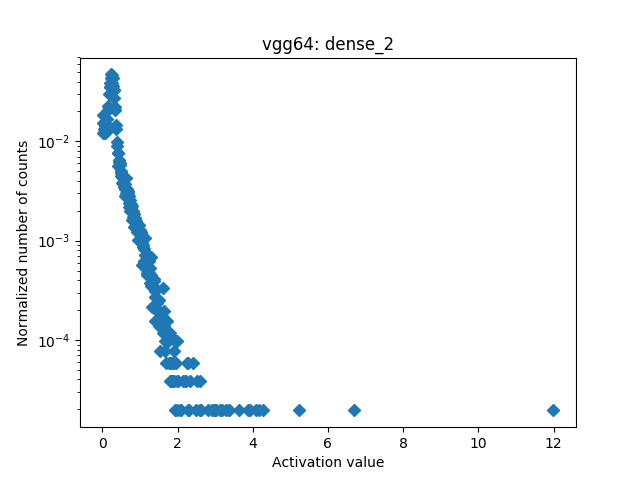 vgg64: dense_2
Normalized number of counts
10⁻²
10⁻³
10⁻⁴
0 2 4 6 8 10 12
Activation value